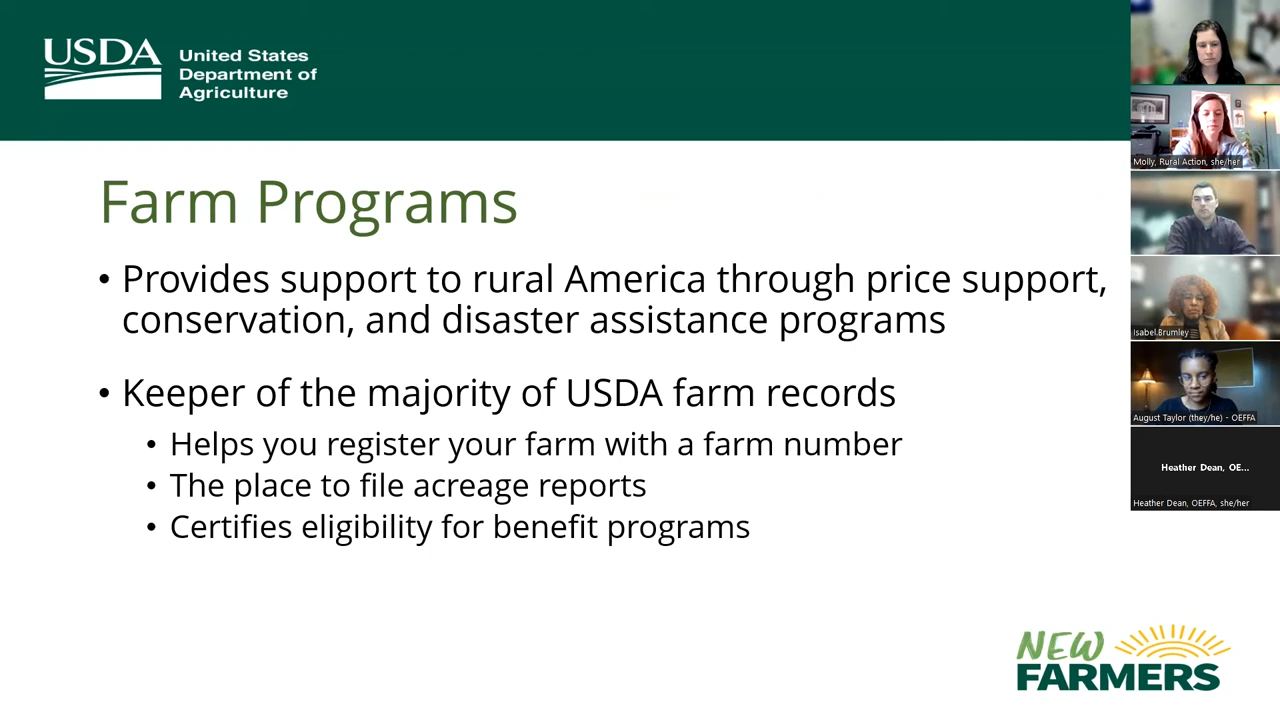 USDA
United States
Department of
Agriculture
Farm Programs
• Provides support to rural America through price support,
conservation, and disaster assistance programs
• Keeper of the majority of USDA farm records
• Helps you register your farm with a farm number
• The place to file acreage reports
• Certifies eligibility for benefit programs
NEW
FARMERS
Molly, Rural Action, she/her
Isabel.Brumley
August Taylor (they/he) - OEFFA
Heather Dean, OE...
Heather Dean, OEFFA, she/her